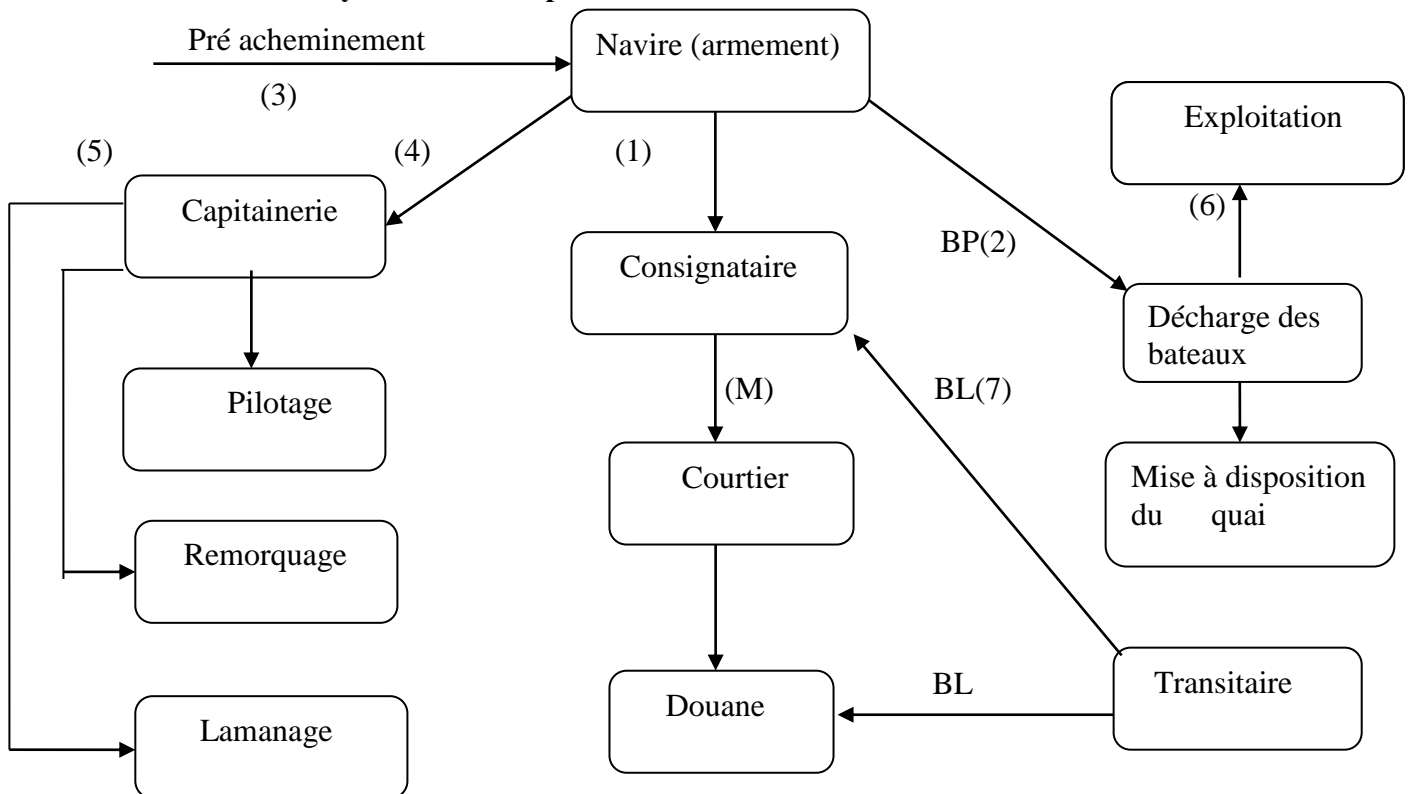 Pré acheminement
Navire (armement)
(3)
Exploitation
(5)
(4)
(1)
Capitainerie
(6)
BP(2)
Consignataire
Décharge des
bateaux
Pilotage
(M)
BL(7)
Courtier
Mise à disposition
du quai
Remorquage
BL
Transitaire
Douane
Lamanage